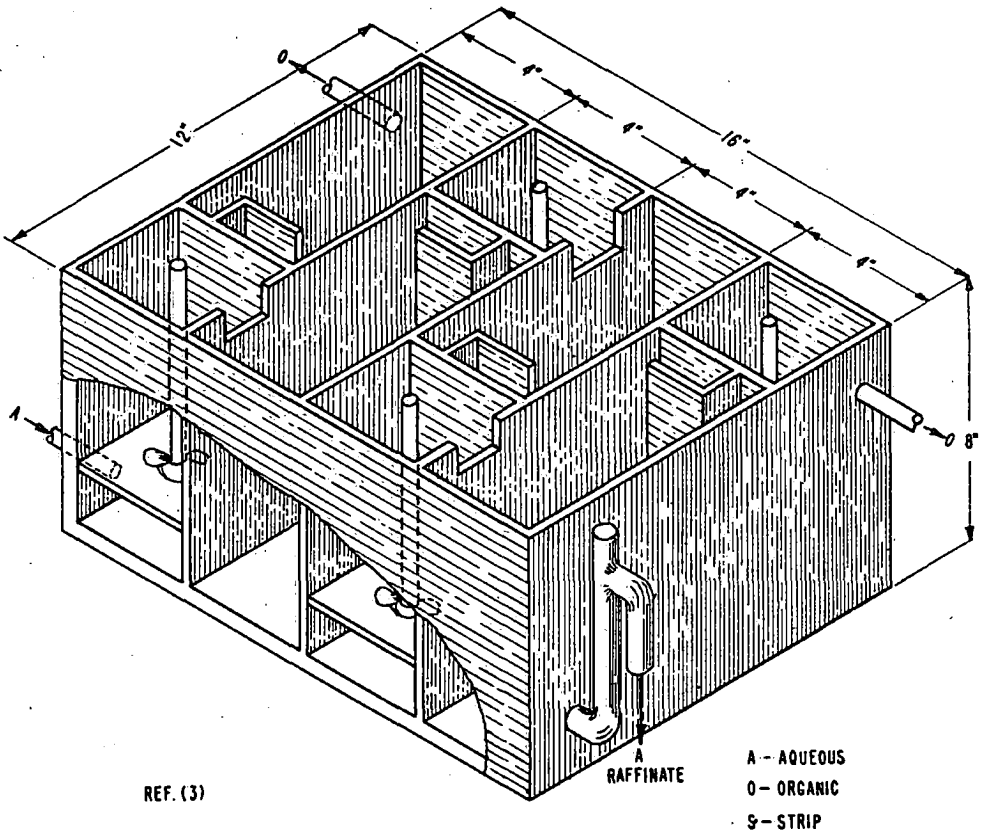 O
12"
4"
4"
16"
4"
4"
A
O
8"
A
RAFFINATE
A - AQUEOUS
O - ORGANIC
S - STRIP
REF. (3)